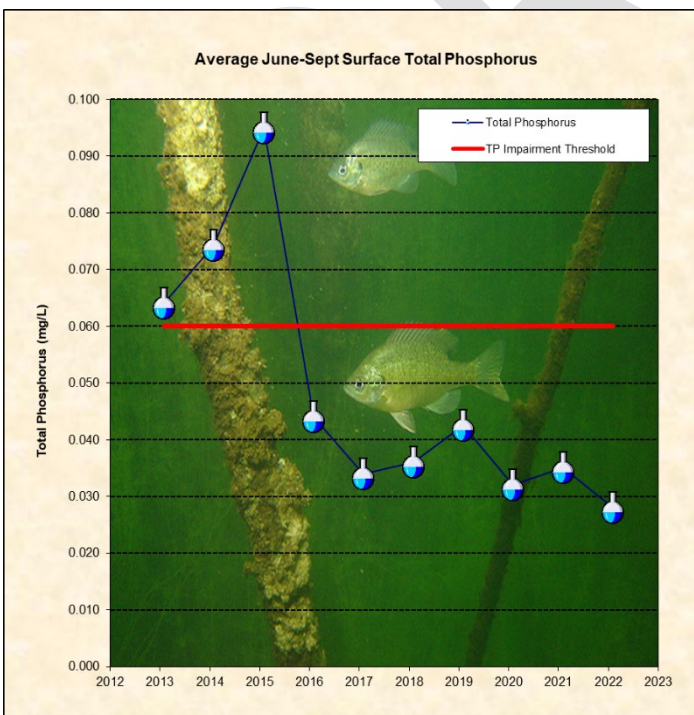 Average June-Sept Surface Total Phosphorus
Total Phosphorus
TP Impairment Threshold
Total Phosphorus (mg/L)
0.100
0.090
0.080
0.070
0.060
0.050
0.040
0.030
0.020
0.010
0.000
2012 2013 2014 2015 2016 2017 2018 2019 2020 2021 2022 2023